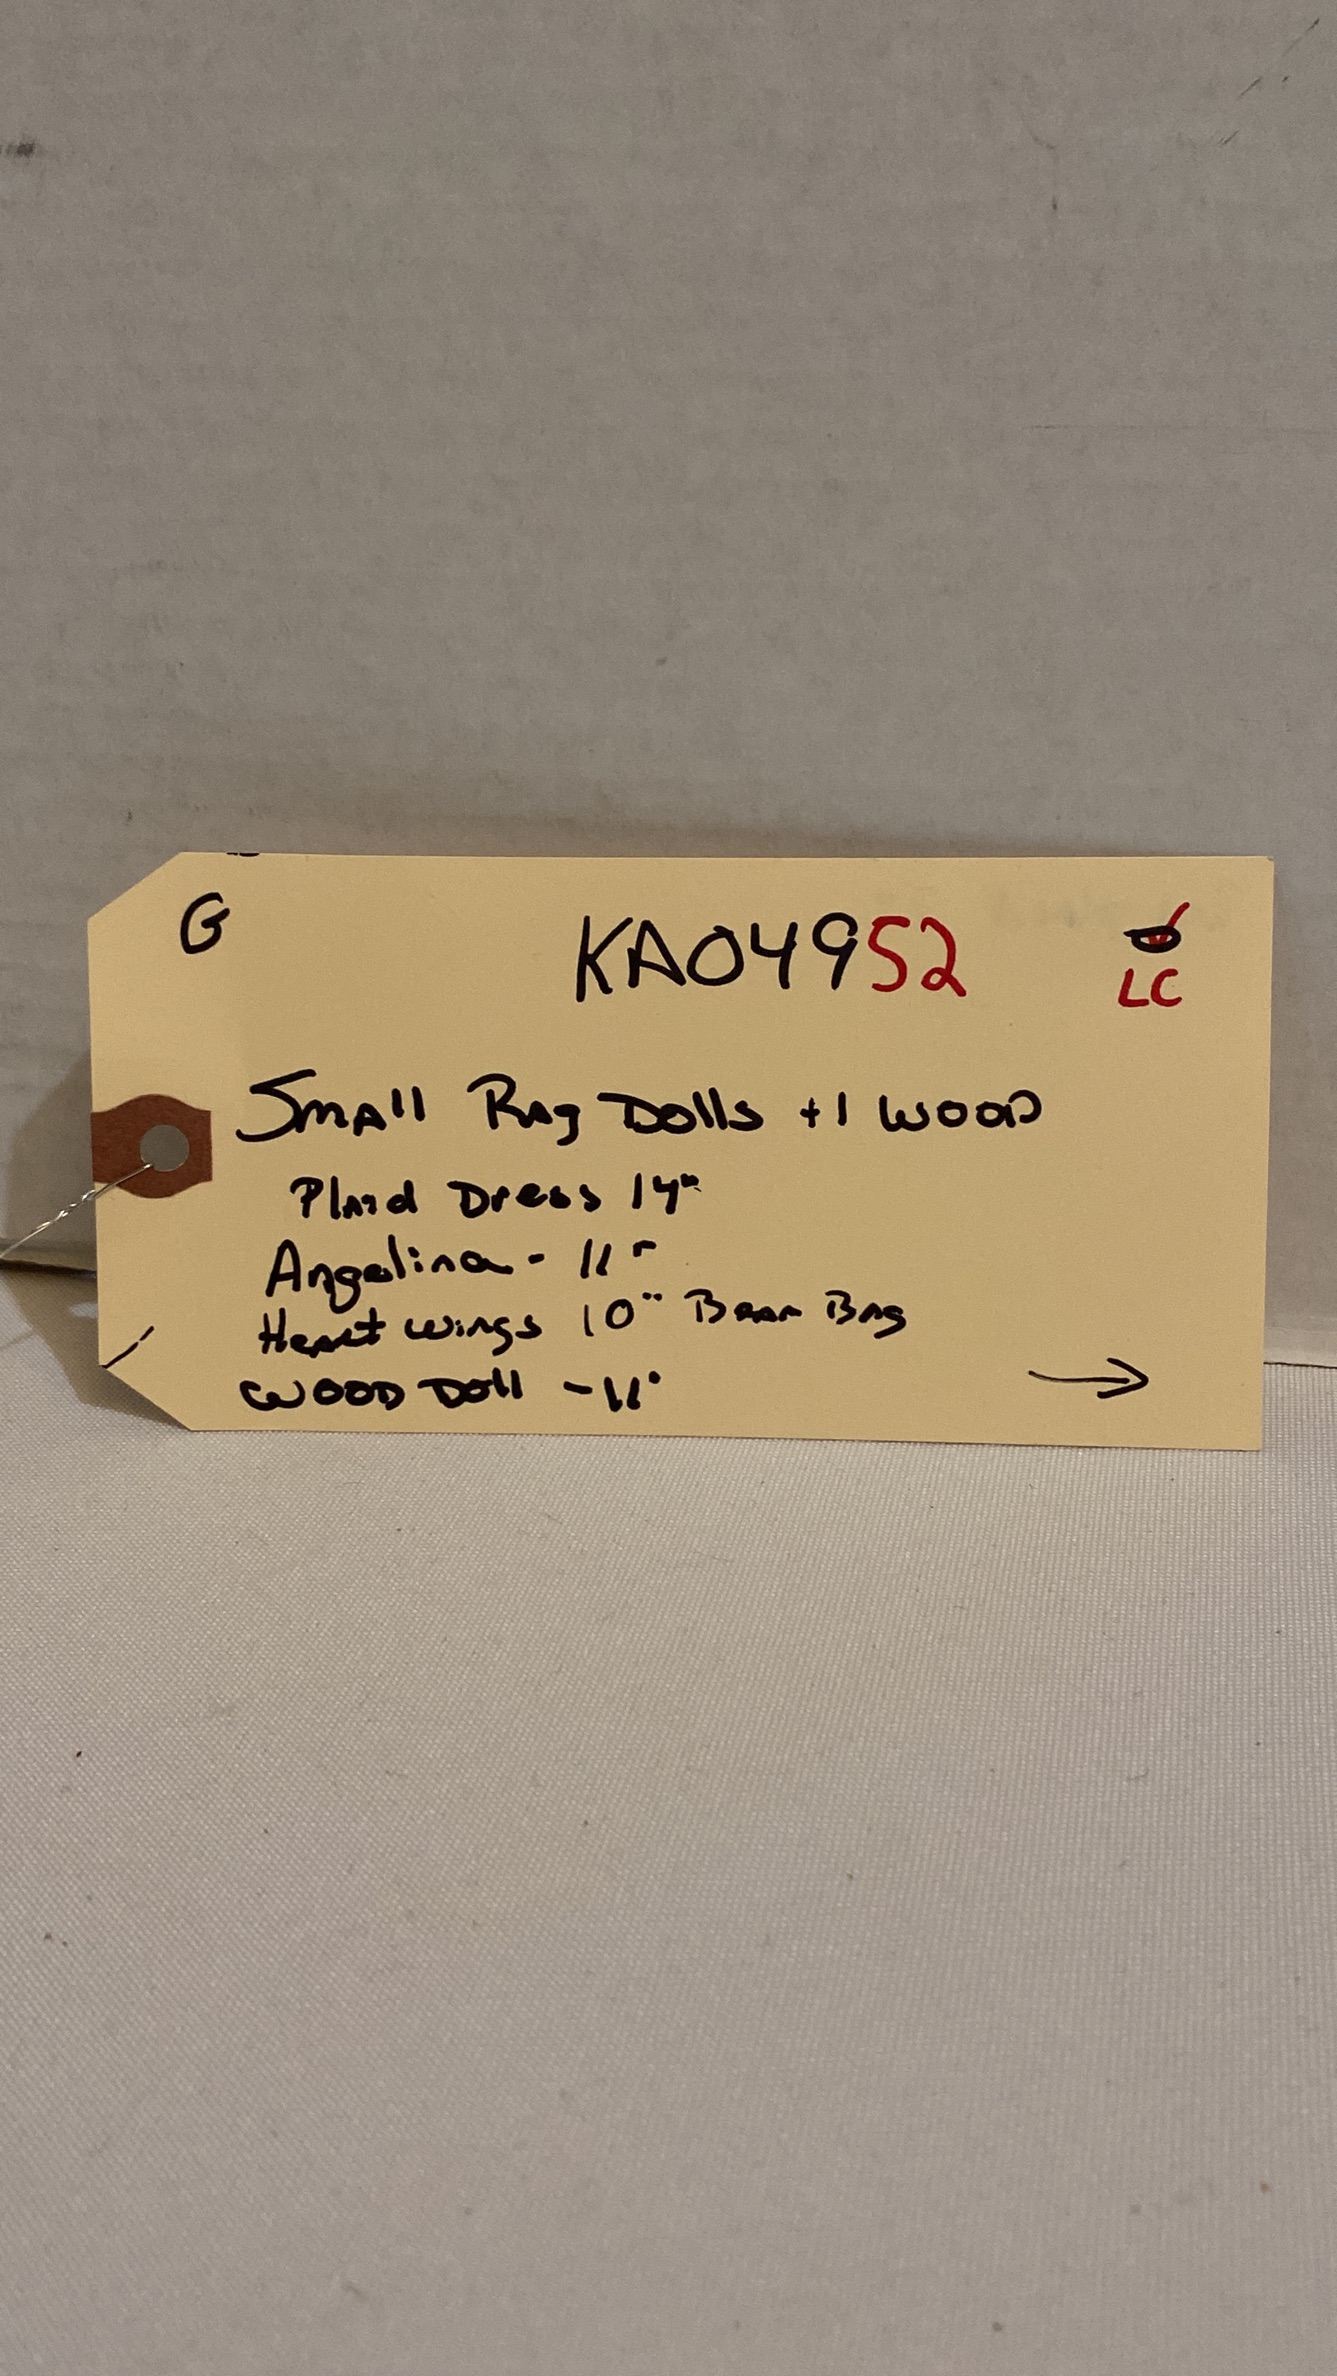 G
KA04952
LC
Small Rag Dolls +1 WOOD
Plaid Dress 14"
Angelina - 11"
Heart wings 10" Bean Bag
WOOD Doll - 11"
→